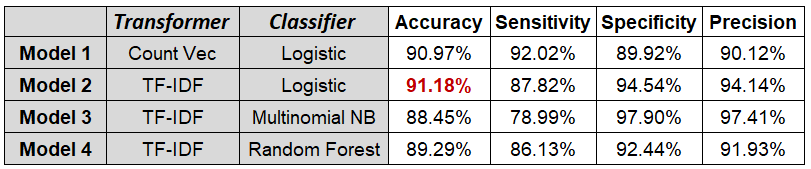 Transformer Classifier Accuracy Sensitivity Specificity Precision
Model 1 Count Vec Logistic 90.97% 92.02% 89.92% 90.12%
Model 2 TF-IDF Logistic 91.18% 87.82% 94.54% 94.14%
Model 3 TF-IDF Multinomial NB 88.45% 78.99% 97.90% 97.41%
Model 4 TF-IDF Random Forest 89.29% 86.13% 92.44% 91.93%